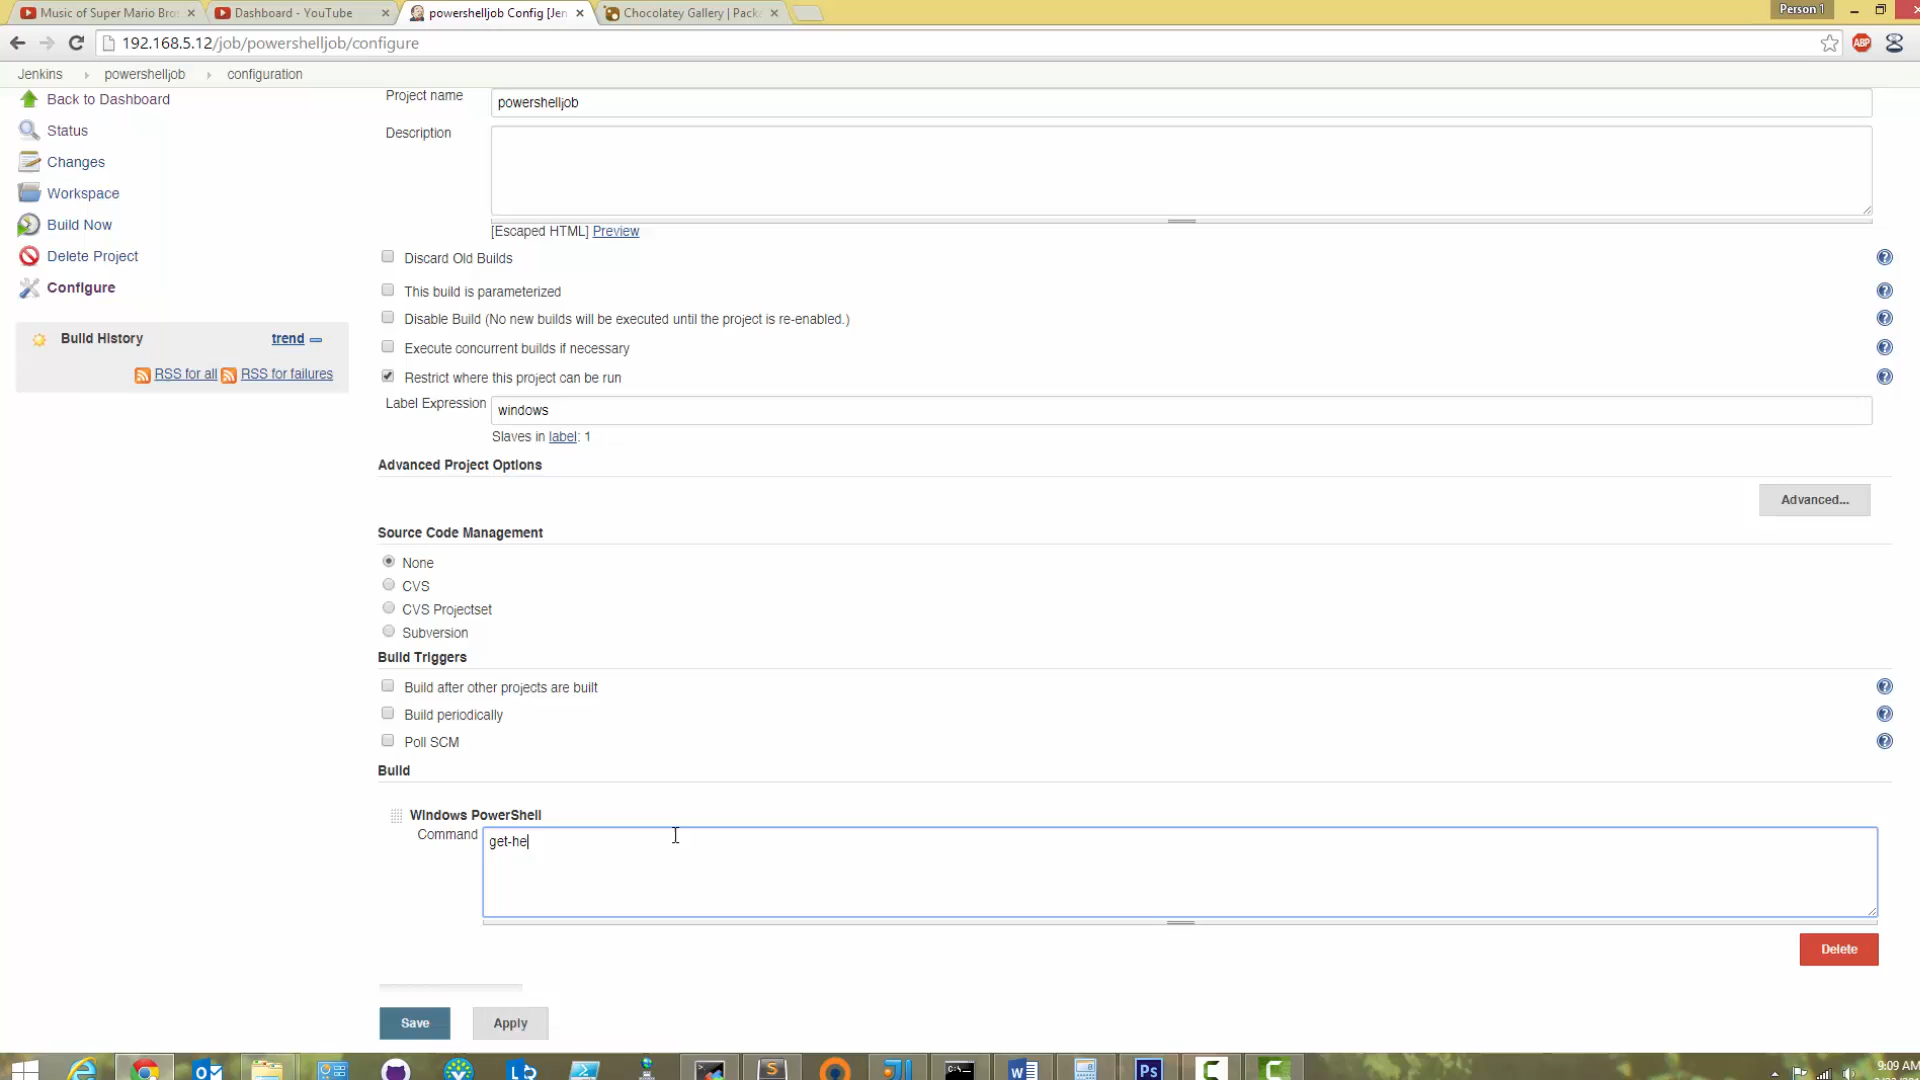 Music of Super Mario Bro
Dashboard - YouTube
powershelljob Config [Jen
Chocolatey Gallery | Pack
Person 1
192.168.5.12/job/powershelljob/configure
ABP
Jenkins powershelljob configuration
Back to Dashboard
Status
Changes
Workspace
Build Now
Delete Project
Configure
Build History trend
RSS for all RSS for failures
Project name powershelljob
Description
[Escaped HTML] Preview
Discard Old Builds
This build is parameterized
Disable Build (No new builds will be executed until the project is re-enabled.)
Execute concurrent builds if necessary
Restrict where this project can be run
Label Expression windows
Slaves in label: 1
Advanced Project Options
Advanced...
Source Code Management
None
CVS
CVS Projectset
Subversion
Build Triggers
Build after other projects are built
Build periodically
Poll SCM
Build
Windows PowerShell
Command get-he
Delete
Save Apply
9:09 AM